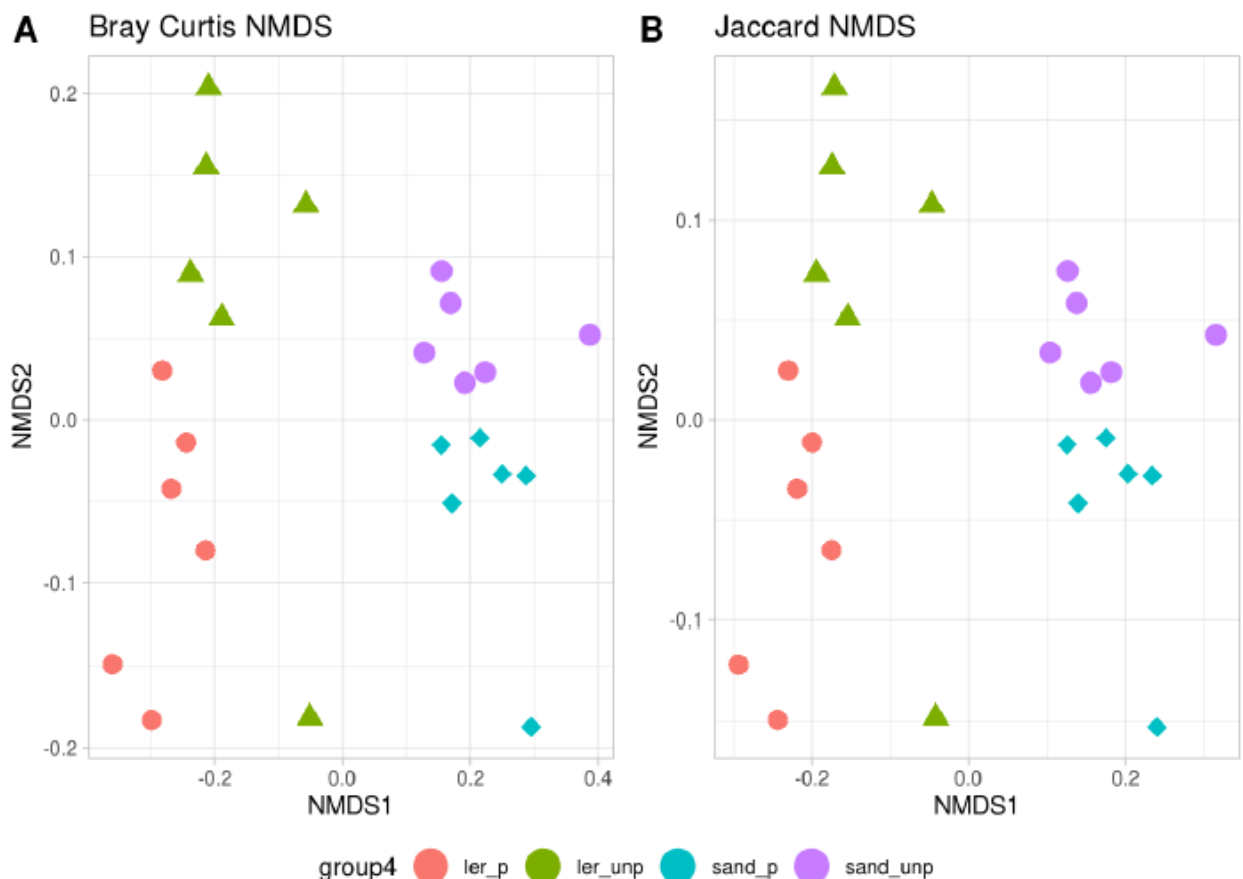 A Bray Curtis NMDS
B Jaccard NMDS
0.2
0.1
0.0
-0.1
-0.2
NMDS2
-0.2 0.0 0.2 0.4
NMDS1
0.1
0.0
-0.1
NMDS2
-0.2 0.0 0.2
NMDS1
group4 ler_p ler_unp sand_p sand_unp